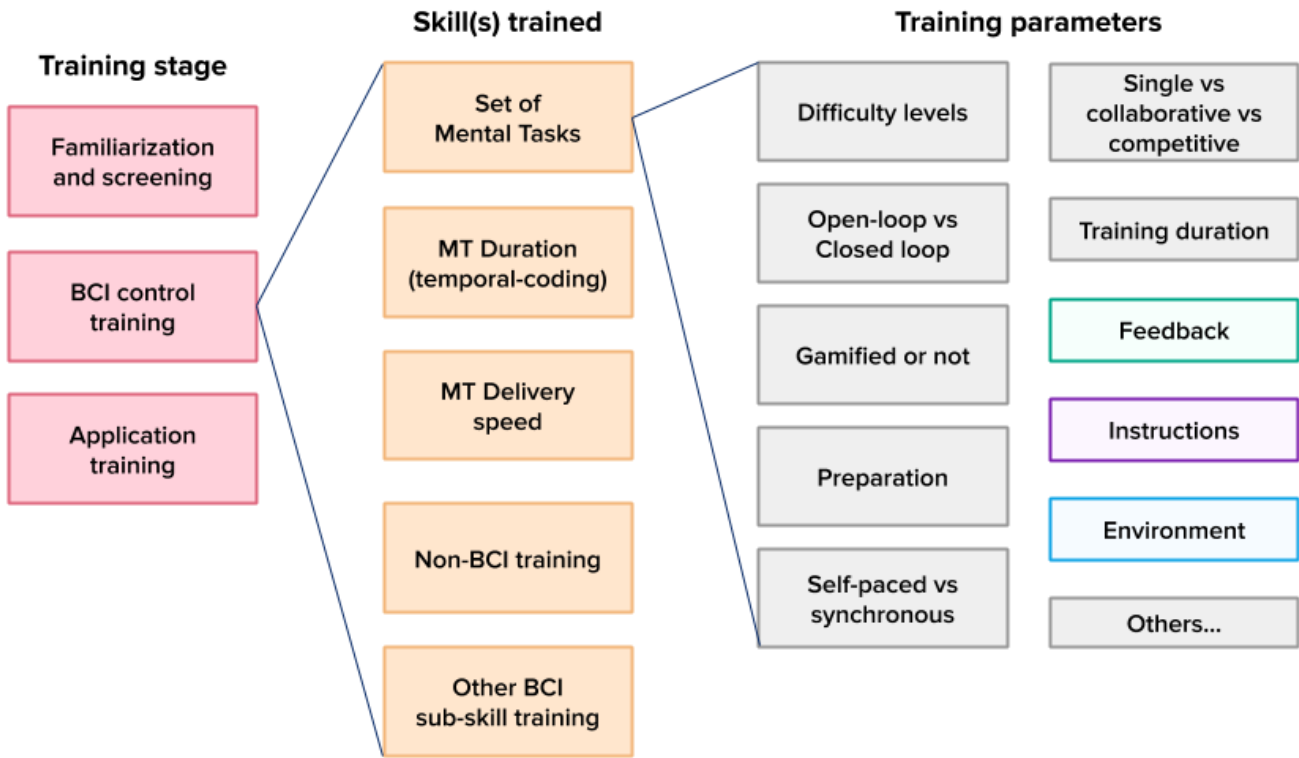 Training stage
Familiarization
and screening
BCI control
training
Application
training
Skill(s) trained
Set of
Mental Tasks
MT Duration
(temporal-coding)
MT Delivery
speed
Non-BCI training
Other BCI
sub-skill training
Training parameters
Difficulty levels
Open-loop vs
Closed loop
Gamified or not
Preparation
Self-paced vs
synchronous
Single vs
collaborative vs
competitive
Training duration
Feedback
Instructions
Environment
Others...